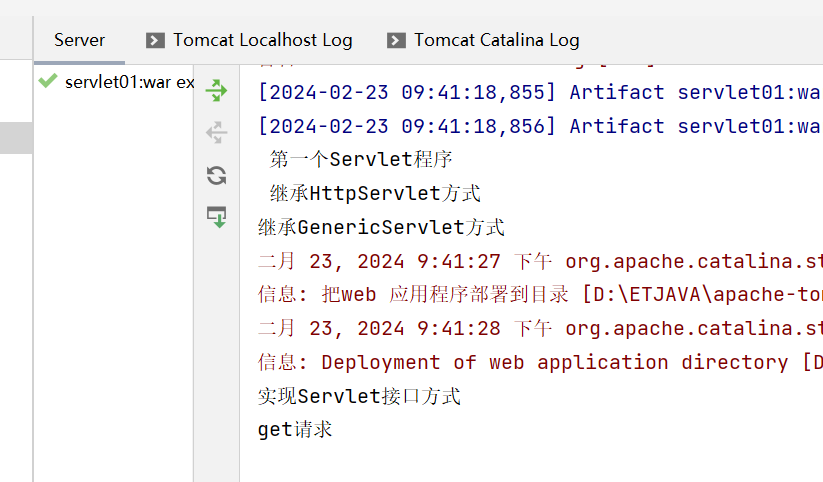 Server
Tomcat Localhost Log
Tomcat Catalina Log
servlet01:war ex
[2024-02-23 09:41:18,855] Artifact servlet01:wa
[2024-02-23 09:41:18,856] Artifact servlet01:wa
第一个Servlet程序
继承HttpServlet方式
继承GenericServlet方式
二月 23, 2024 9:41:27 下午 org.apache.catalina.st
信息: 把web 应用程序部署到目录 [D:\ETJAVA\apache-tom
二月 23, 2024 9:41:28 下午 org.apache.catalina.st
信息: Deployment of web application directory [D
实现Servlet接口方式
get请求